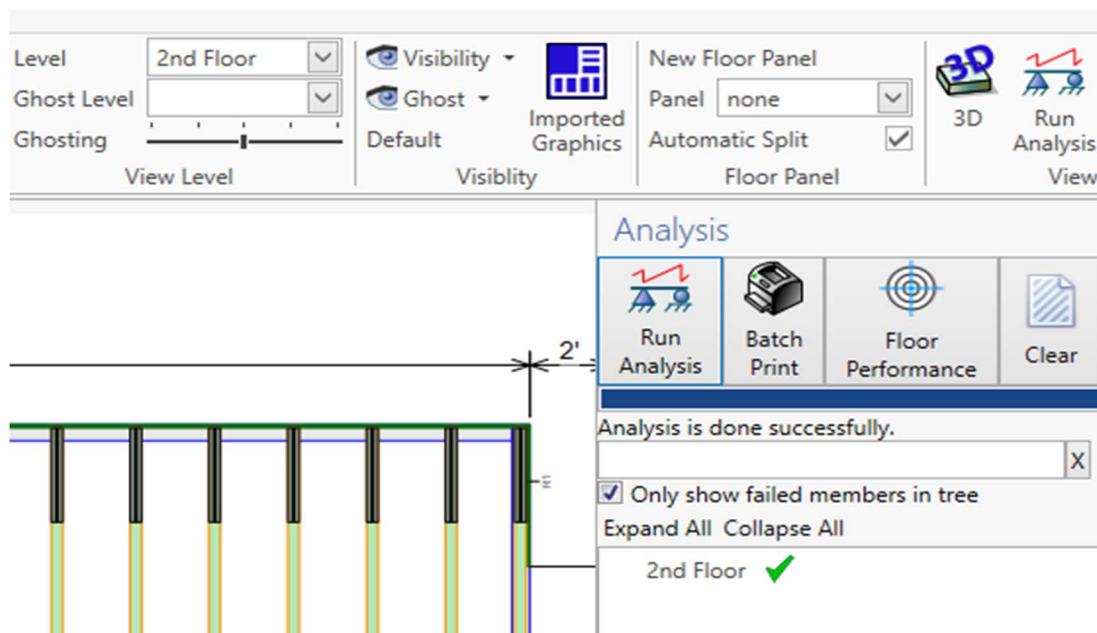 Level 2nd Floor
Ghost Level
Ghosting
View Level
Visibility
Ghost
Default
Imported
Graphics
Visiblity
New Floor Panel
Panel none
Automatic Split
Floor Panel
3D
3D
Run
Analysis
View
Analysis
Run
Analysis
Batch
Print
Floor
Performance
Clear
2'
Analysis is done successfully.
X
Only show failed members in tree
Expand All Collapse All
2nd Floor